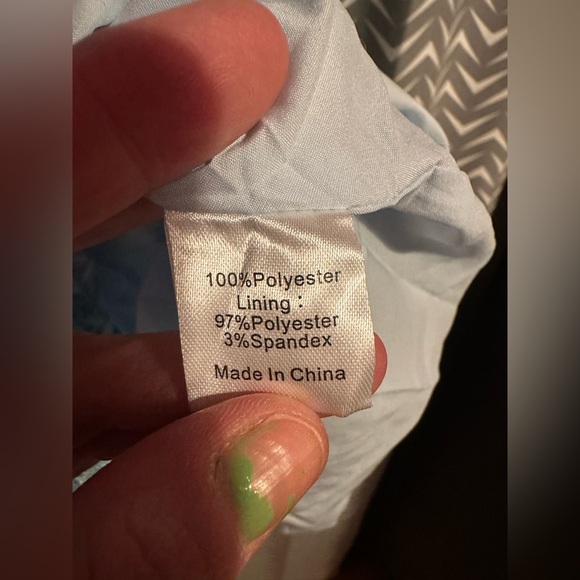 100%Polyester
Lining：
97%Polyester
3%Spandex
Made In China